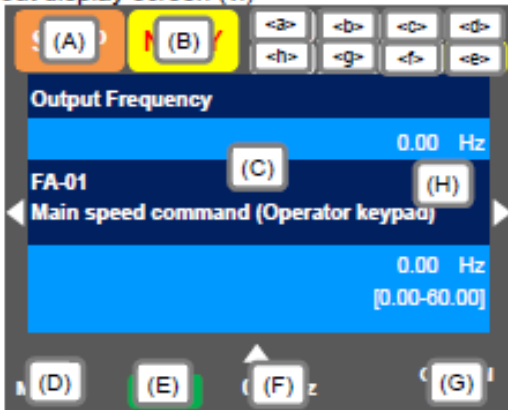 (A) (B) <a> <b> <c> <d>
<h> <g> <f> <e>
Output Frequency
0.00 Hz
(C)
FA-01 (H)
Main speed command (Operator keypad)
0.00 Hz
[0.00-60.00]
(D) (E) (F) (G)